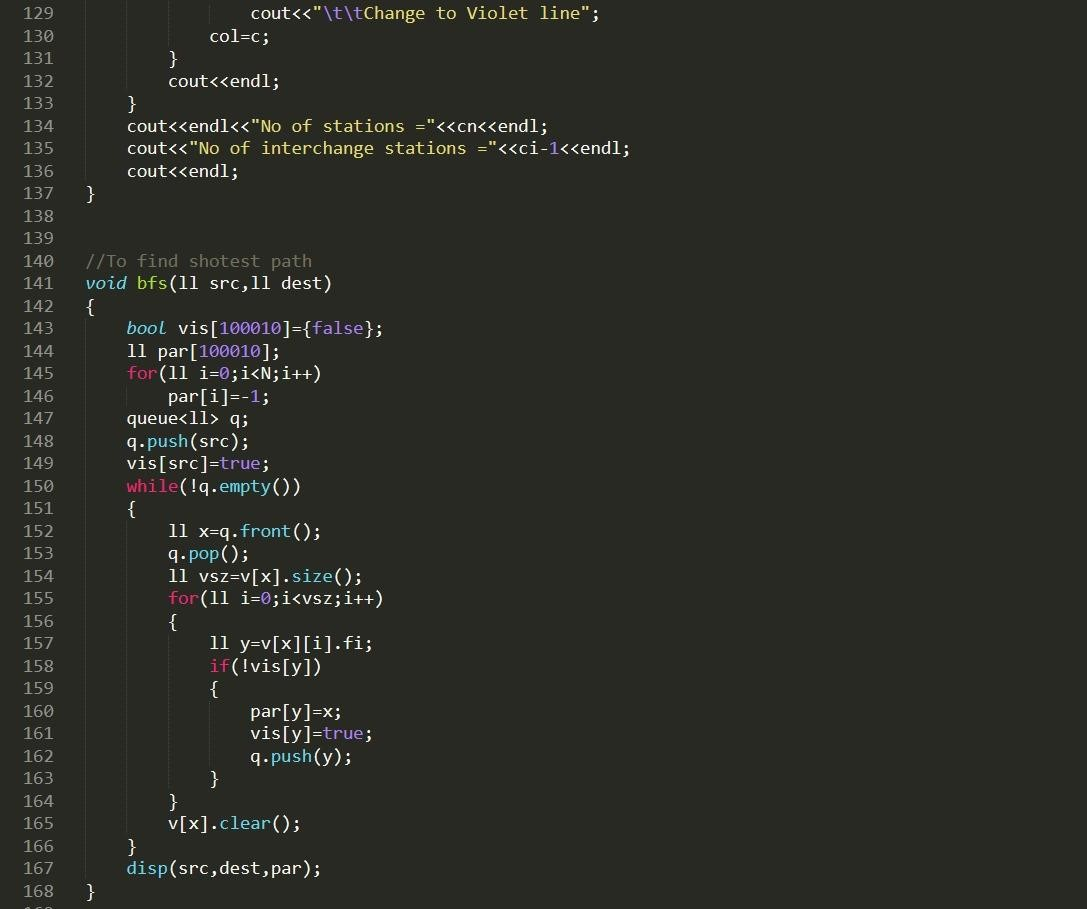 129 cout<<"\t\tChange to Violet line";
130 col=c;
131 }
132 cout<<endl;
133 }
134 cout<<endl<<"No of stations ="<<cn<<endl;
135 cout<<"No of interchange stations ="<<ci-1<<endl;
136 cout<<endl;
137 }
138
139
140 //To find shotest path
141 void bfs(ll src,ll dest)
142 {
143 bool vis[100010]={false};
144 ll par[100010];
145 for(ll i=0;i<N;i++)
146 par[i]=-1;
147 queue<ll> q;
148 q.push(src);
149 vis[src]=true;
150 while(!q.empty())
151 {
152 ll x=q.front();
153 q.pop();
154 ll vsz=v[x].size();
155 for(ll i=0;i<vsz;i++)
156 {
157 ll y=v[x][i].fi;
158 if(!vis[y])
159 {
160 par[y]=x;
161 vis[y]=true;
162 q.push(y);
163 }
164 }
165 v[x].clear();
166 }
167 disp(src,dest,par);
168 }